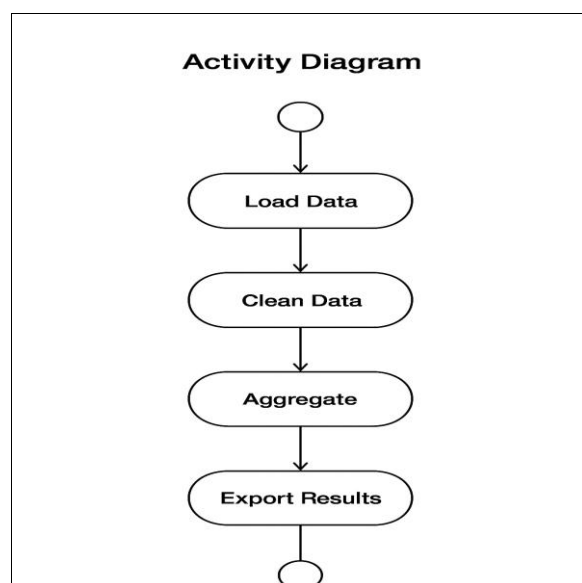 Activity Diagram
Load Data
Clean Data
Aggregate
Export Results